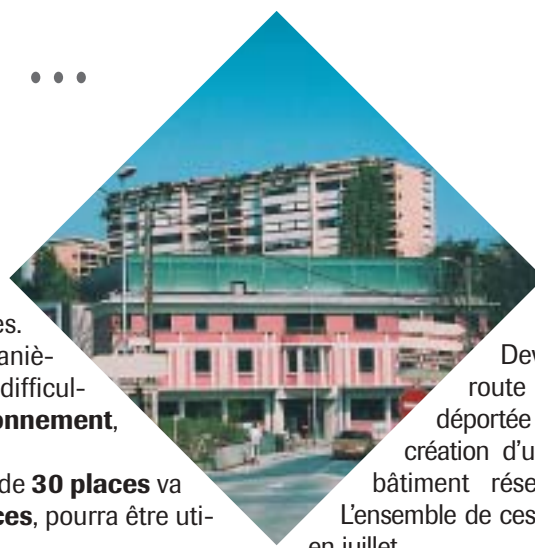 ...
es.
aniè-
difficul-
onnement,
de 30 places va
ces, pourra être uti-
Dev
route
déportée
création d'u
bâtiment rése
L'ensemble de ces
en juillet